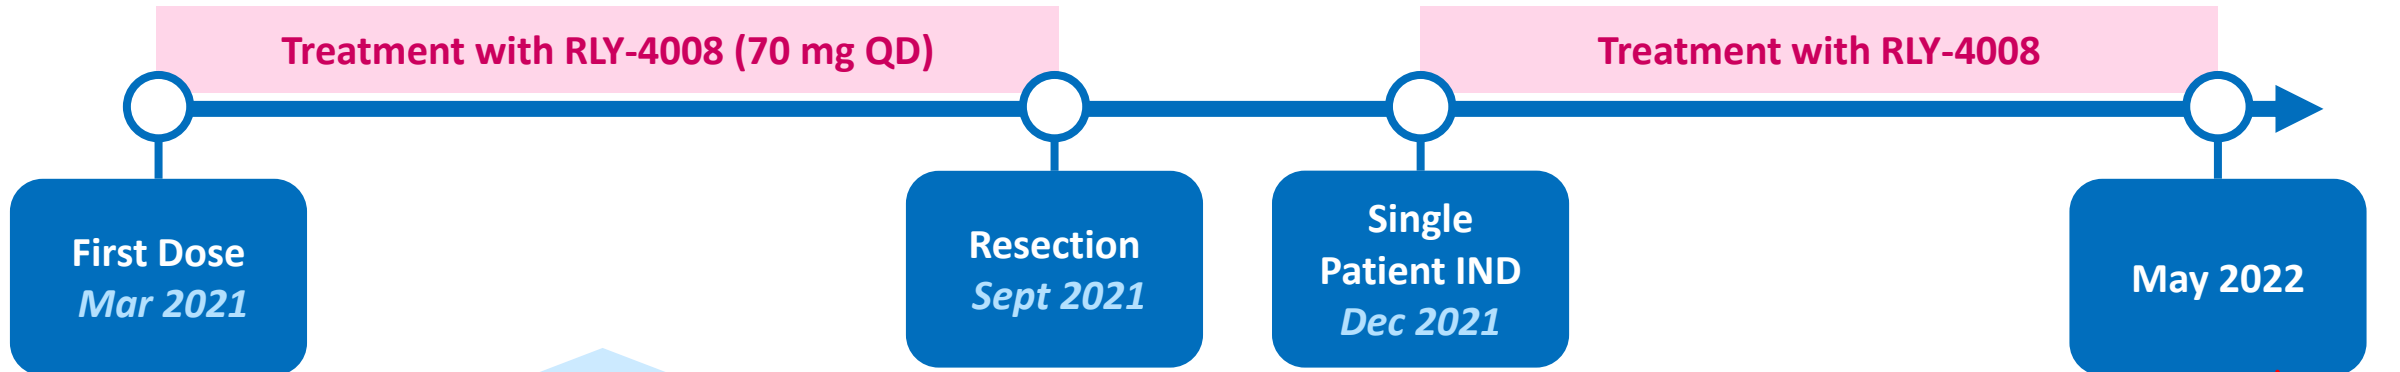 Treatment with RLY-4008 (70 mg QD)
Treatment with RLY-4008
First Dose
Mar 2021
Resection
Sept 2021
Single
Patient IND
Dec 2021
May 2022